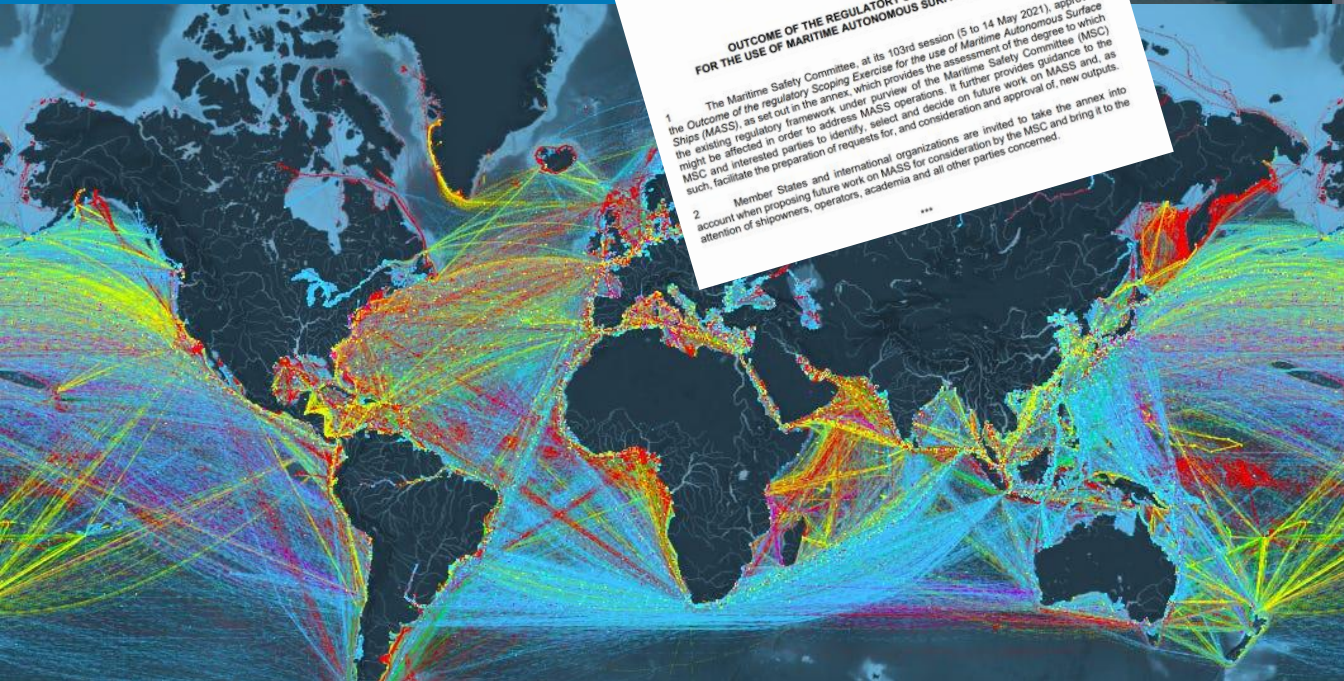 OUTCOME OF THE REGULATORY
FOR THE USE OF MARITIME AUTONOMOUS
1 The Maritime Safety Committee, at its 103rd session (5 to 14 May 2021),
the Outcome of the regulatory Scoping Exercise for the use of Maritime Autonomous Surface
Ships (MASS), as set out in the annex, which provides the assessment of the degree to which
the existing regulatory framework under purview of the Maritime Safety Committee (MSC)
might be affected in order to address MASS operations. It further provides guidance to the
MSC and interested parties to identify, select and decide on future work on MASS and, as
such, facilitate the preparation of requests for, and consideration and approval of, new outputs.
2 Member States and international organizations are invited to take the annex into
account when proposing future work on MASS for consideration by the MSC and bring it to the
attention of shipowners, operators, academia and all other parties concerned.
***